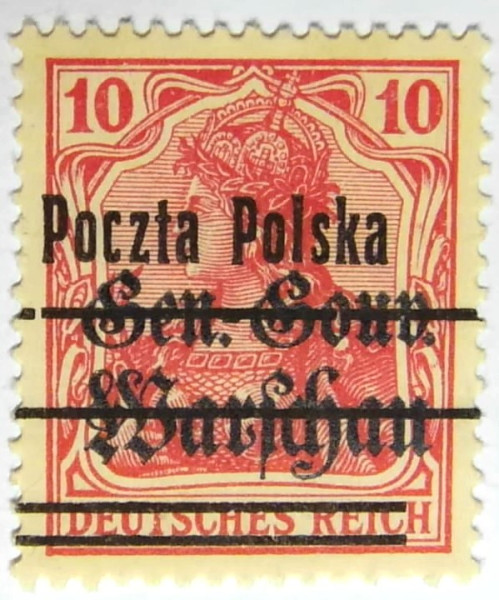 10 10
Poczta Polska
Gen.-Gouv.
Warschau
DEUTSCHES REICH